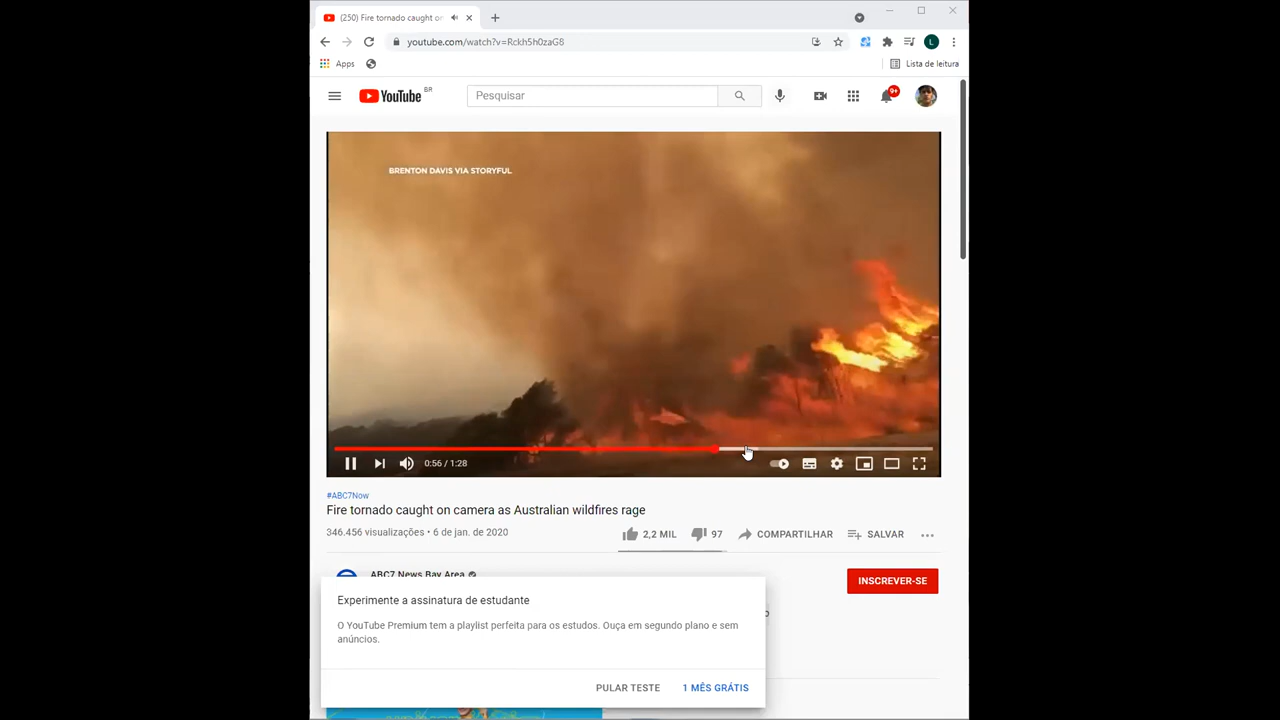 (250) Fire tornado caught on
youtube.com/watch?v=Rckh5h0zaG8
Apps
Lista de leitura
YouTube BR
Pesquisar
9+
L
BRENTON DAVIS VIA STORYFUL
0:56 / 1:28
#ABC7Now
Fire tornado caught on camera as Australian wildfires rage
346.456 visualizações • 6 de jan. de 2020
2,2 MIL
97
COMPARTILHAR
SALVAR
ABC7 News Bay Area
INSCREVER-SE
Experimente a assinatura de estudante
O YouTube Premium tem a playlist perfeita para os estudos. Ouça em segundo plano e sem
anúncios.
PULAR TESTE
1 MÊS GRÁTIS